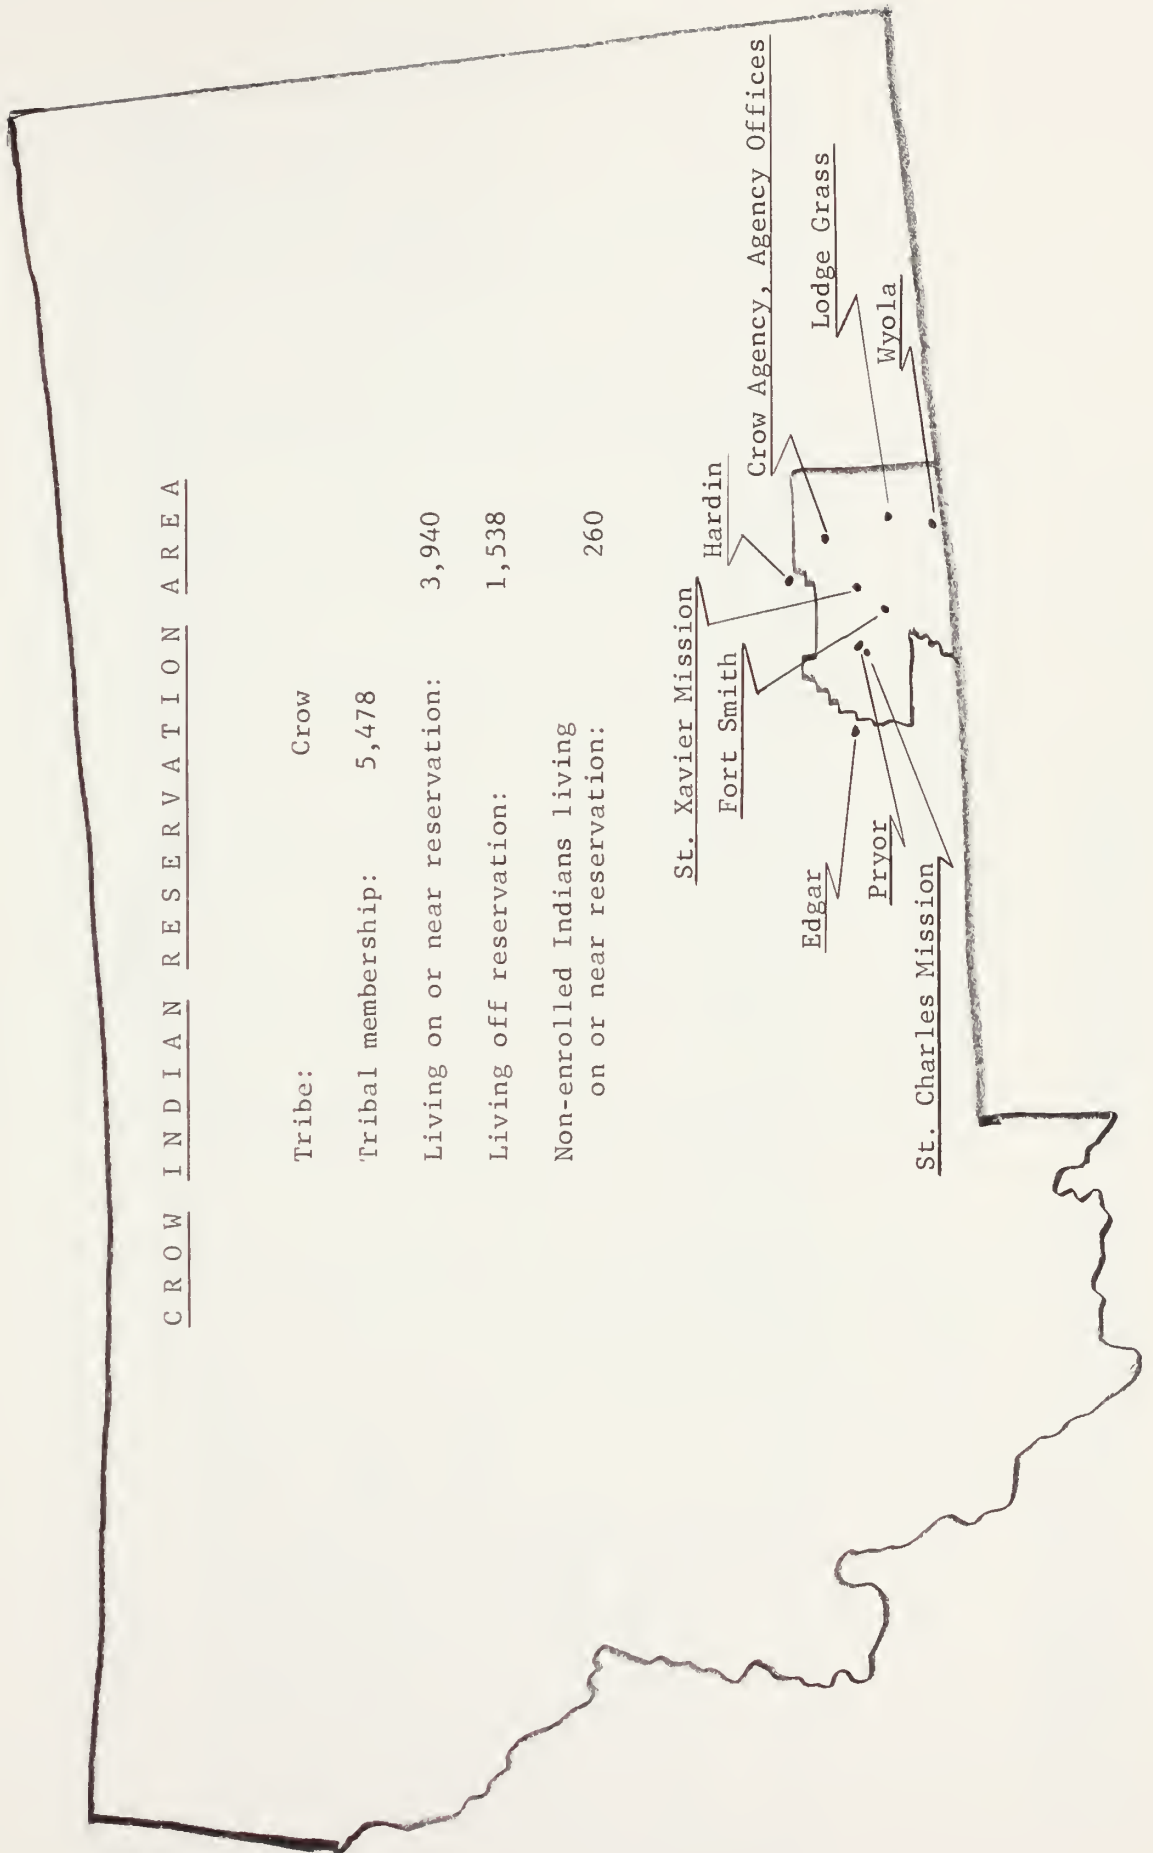 CROW INDIAN RESERVATION AREA
Tribe: Crow
Tribal membership: 5,478
Living on or near reservation: 3,940
Living off reservation: 1,538
Non-enrolled Indians living
on or near reservation: 260
St. Xavier Mission
Hardin
Fort Smith
Crow Agency, Agency Offices
Edgar
Lodge Grass
Pryor
Wyola
St. Charles Mission